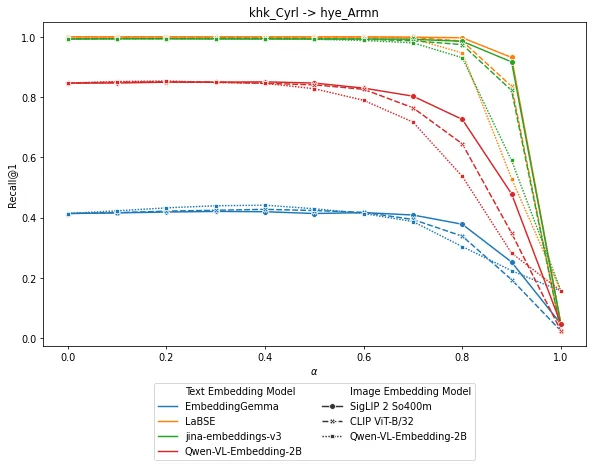 khk_Cyrl -> hye_Armn
Recall@1
1.0
0.8
0.6
0.4
0.2
0.0
0.0 0.2 0.4 0.6 0.8 1.0
α
Text Embedding Model
EmbeddingGemma
LaBSE
jina-embeddings-v3
Qwen-VL-Embedding-2B
Image Embedding Model
SigLIP 2 So400m
CLIP ViT-B/32
Qwen-VL-Embedding-2B